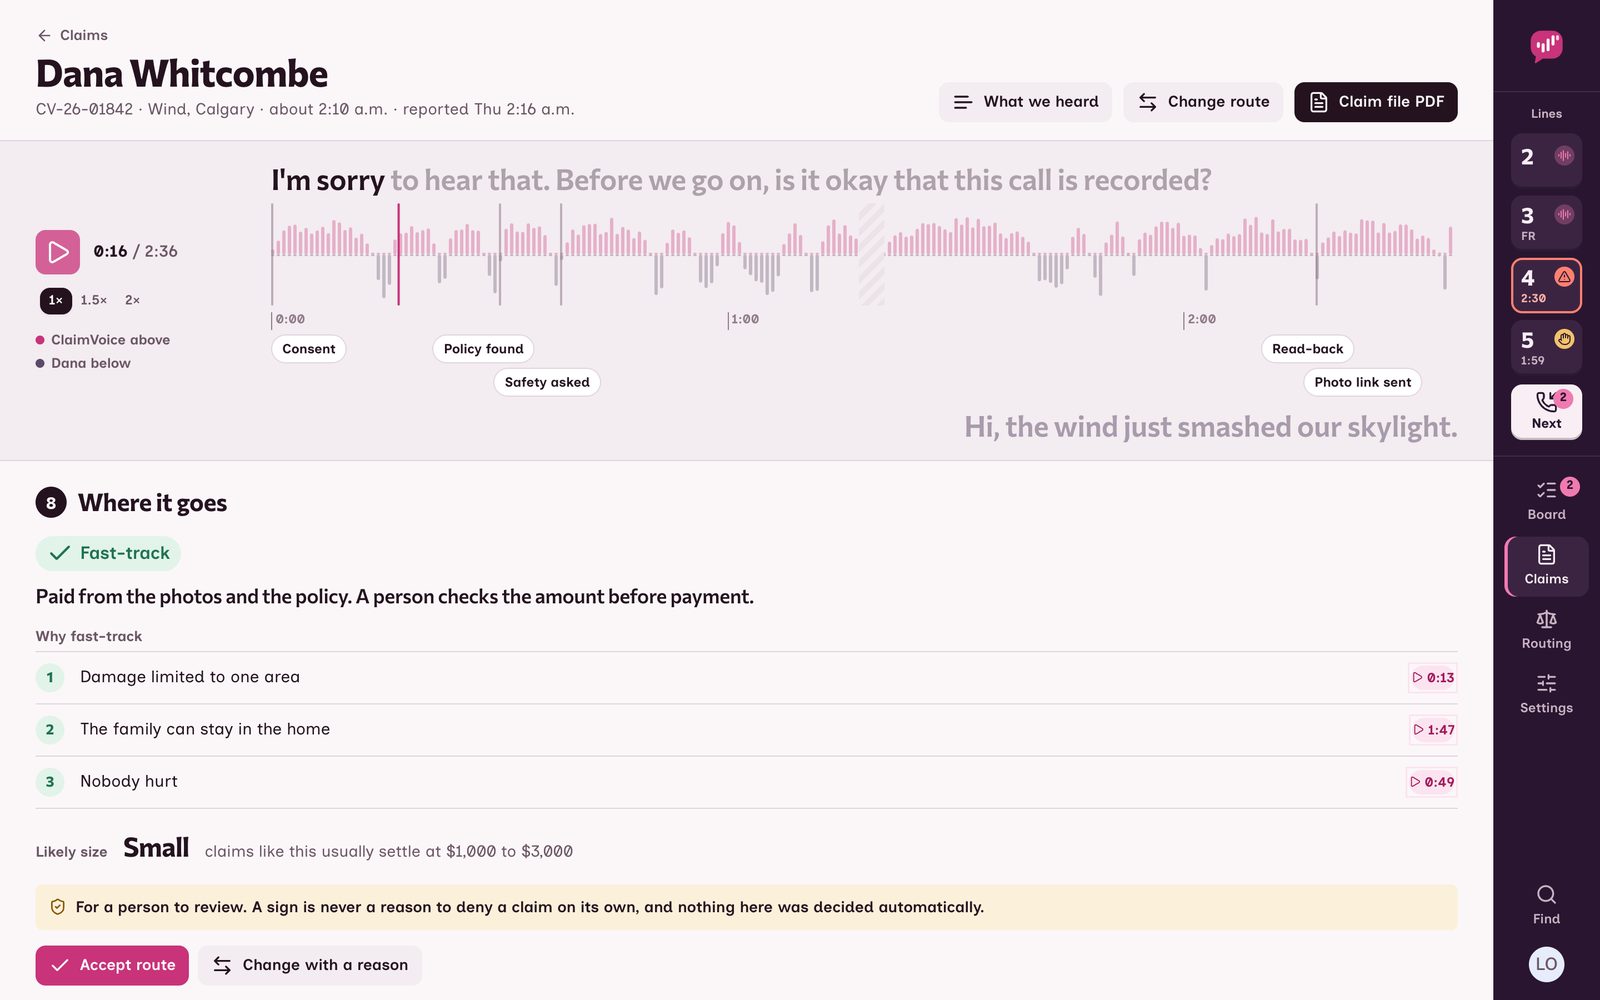 Claims
Dana Whitcombe
CV-26-01842 · Wind, Calgary · about 2:10 a.m. · reported Thu 2:16 a.m.
What we heard
Change route
Claim file PDF
I'm sorry to hear that. Before we go on, is it okay that this call is recorded?
0:16 / 2:36
1× 1.5× 2×
ClaimVoice above
Dana below
0:00
1:00
2:00
Consent
Policy found
Read-back
Safety asked
Photo link sent
Hi, the wind just smashed our skylight.
8 Where it goes
Fast-track
Paid from the photos and the policy. A person checks the amount before payment.
Why fast-track
1 Damage limited to one area 0:13
2 The family can stay in the home 1:47
3 Nobody hurt 0:49
Likely size Small claims like this usually settle at $1,000 to $3,000
For a person to review. A sign is never a reason to deny a claim on its own, and nothing here was decided automatically.
Accept route
Change with a reason
Lines
2
3
FR
4
2:30
5
1:59
2
Next
2
Board
Claims
Routing
Settings
Find
LO